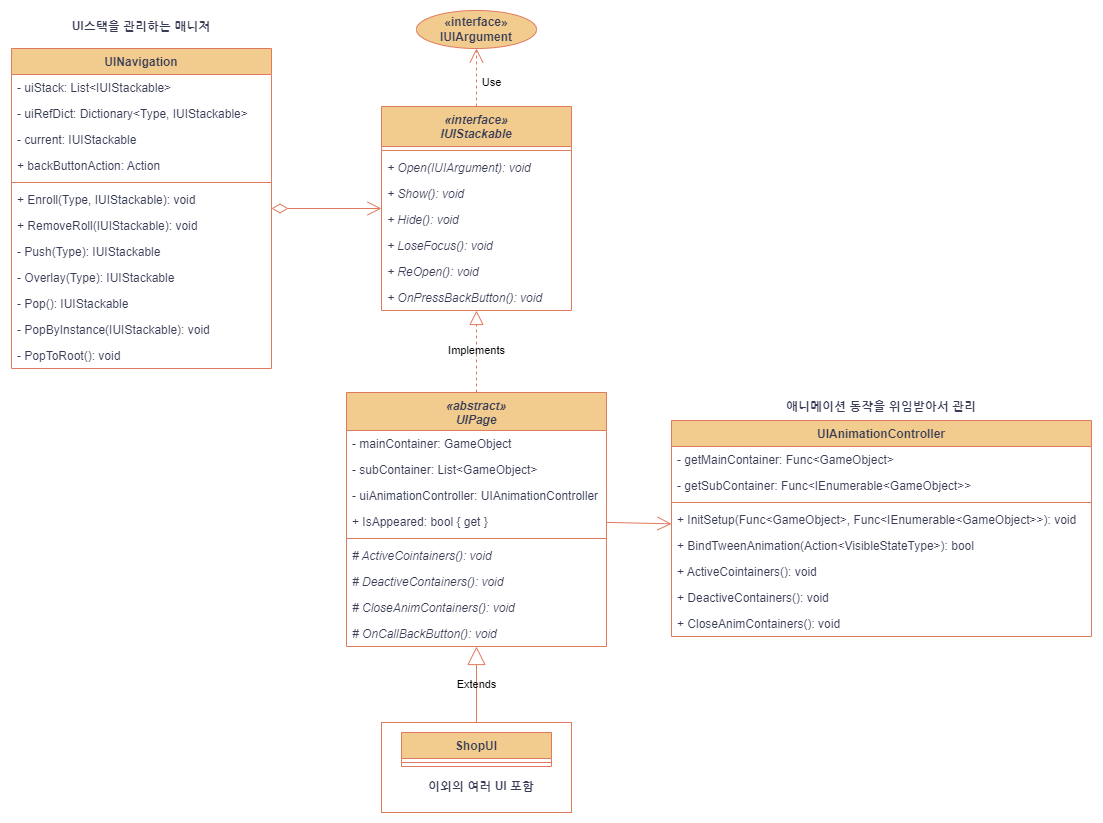 UI스택을 관리하는 매니져
UINavigation
- uiStack: List<IUIStackable>
- uiRefDict: Dictionary<Type, IUIStackable>
- current: IUIStackable
+ backButtonAction: Action
+ Enroll(Type, IUIStackable): void
+ RemoveRoll(IUIStackable): void
- Push(Type): IUIStackable
- Overlay(Type): IUIStackable
- Pop(): IUIStackable
- PopByInstance(IUIStackable): void
- PopToRoot(): void
«interface»
IUIArgument
Use
«interface»
IUIStackable
+ Open(IUIArgument): void
+ Show(): void
+ Hide(): void
+ LoseFocus(): void
+ ReOpen(): void
+ OnPressBackButton(): void
Implements
«abstract»
UIPage
- mainContainer: GameObject
- subContainer: List<GameObject>
- uiAnimationController: UIAnimationController
+ IsAppeared: bool { get }
# ActiveCointainers(): void
# DeactiveContainers(): void
# CloseAnimContainers(): void
# OnCallBackButton(): void
애니메이션 동작을 위임받아서 관리
UIAnimationController
- getMainContainer: Func<GameObject>
- getSubContainer: Func<IEnumerable<GameObject>>
+ InitSetup(Func<GameObject>, Func<IEnumerable<GameObject>>): void
+ BindTweenAnimation(Action<VisibleStateType>): bool
+ ActiveCointainers(): void
+ DeactiveContainers(): void
+ CloseAnimContainers(): void
Extends
ShopUI
이외의 여러 UI 포함